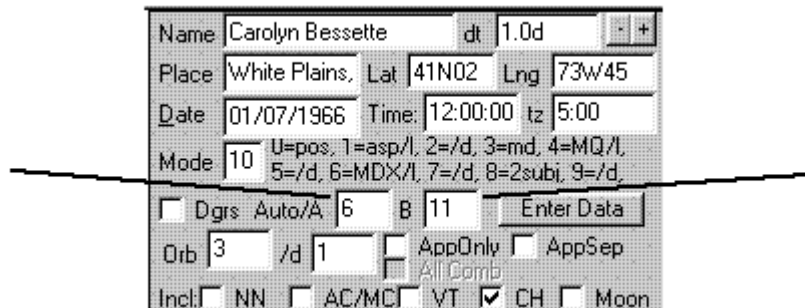 Name Carolyn Bessette dt 1.0d - +
Place White Plains, Lat 41N02 Lng 73W45
Date 01/07/1966 Time: 12:00:00 tz 5:00
Mode 10 0=pos, 1=asp/l, 2=/d, 3=md, 4=MQ/l,
5=/d, 6=MDX/l, 7=/d, 8=2subi, 9=/d,
Dgrs Auto/A 6 B 11 Enter Data
Orb 3 /d 1 AppOnly AppSep
All Comb
Incl: NN AC/MC VT CH Moon